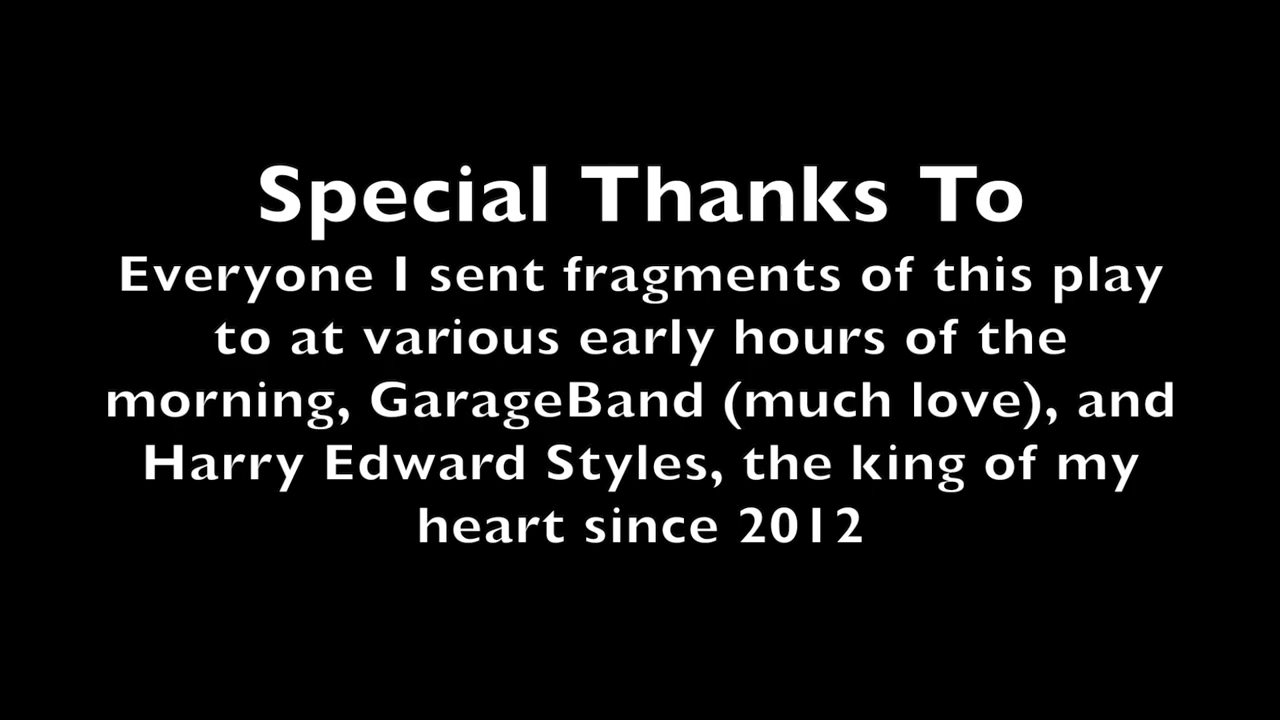 Special Thanks To
Everyone I sent fragments of this play
to at various early hours of the
morning, GarageBand (much love), and
Harry Edward Styles, the king of my
heart since 2012